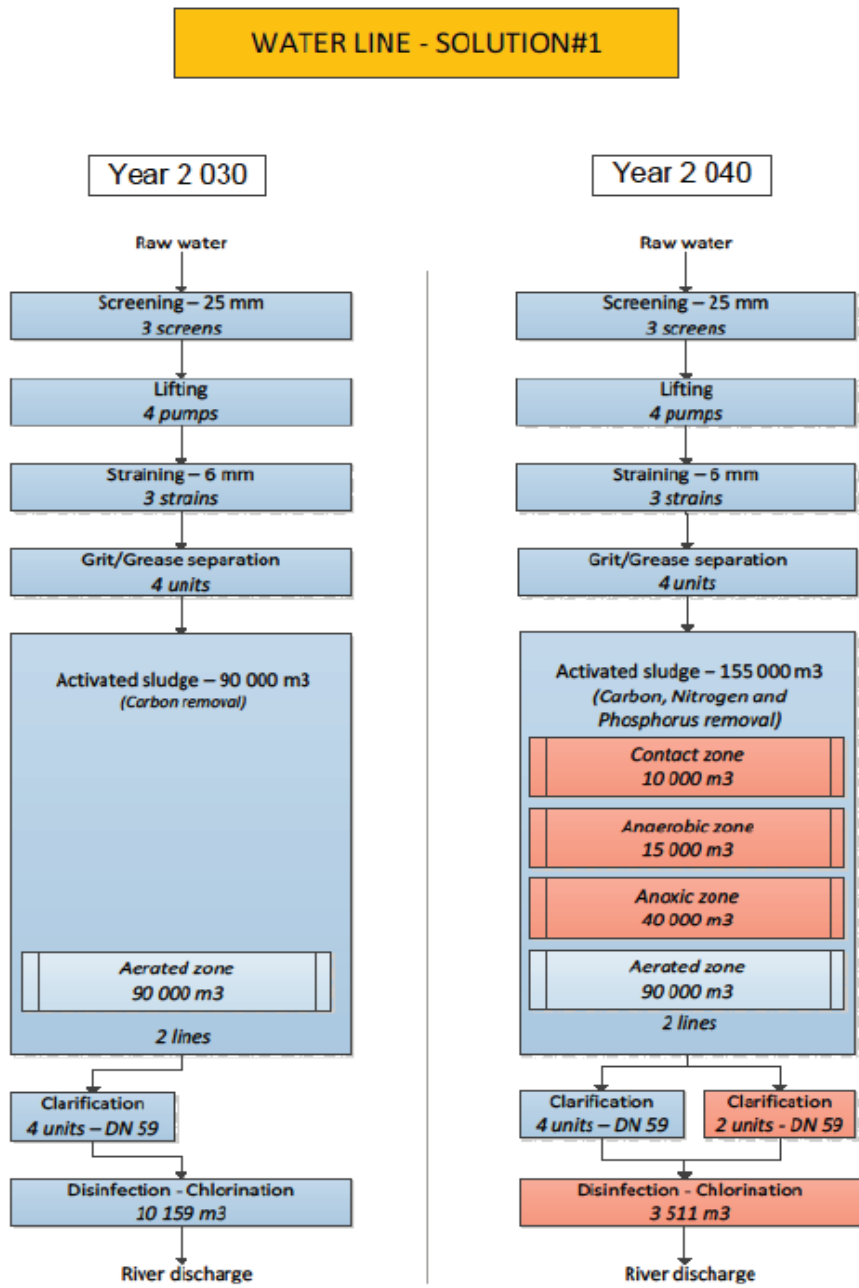 WATER LINE - SOLUTION#1
Year 2 030
Raw water
Screening – 25 mm
3 screens
Lifting
4 pumps
Straining – 6 mm
3 strains
Grit/Grease separation
4 units
Activated sludge – 90 000 m3
(Carbon removal)
Aerated zone
90 000 m3
2 lines
Clarification
4 units – DN 59
Disinfection - Chlorination
10 159 m3
River discharge
Year 2 040
Raw water
Screening – 25 mm
3 screens
Lifting
4 pumps
Straining – 6 mm
3 strains
Grit/Grease separation
4 units
Activated sludge – 155 000 m3
(Carbon, Nitrogen and
Phosphorus removal)
Contact zone
10 000 m3
Anaerobic zone
15 000 m3
Anoxic zone
40 000 m3
Aerated zone
90 000 m3
2 lines
Clarification
4 units – DN 59
Clarification
2 units - DN 59
Disinfection - Chlorination
3 511 m3
River discharge